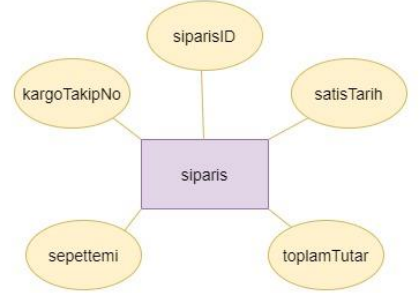 siparisID
kargoTakipNo
satisTarih
siparis
sepettemi
toplamTutar